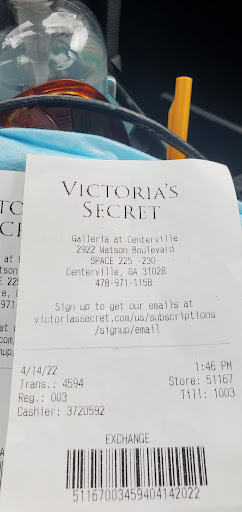 VICTORIA'S
SECRET
Galleria at Centerville
2922 Watson Boulevard
SPACE 225 -230
Centerville, GA 31028
478-971-1158
Sign up to get our emails at
victoriassecret.com/us/subscriptions
/signup/email
4/14/22 1:46 PM
Trans.: 4594 Store: 51167
Reg.: 003 Till: 1003
Cashier: 3720592
EXCHANGE
51167003459404142022